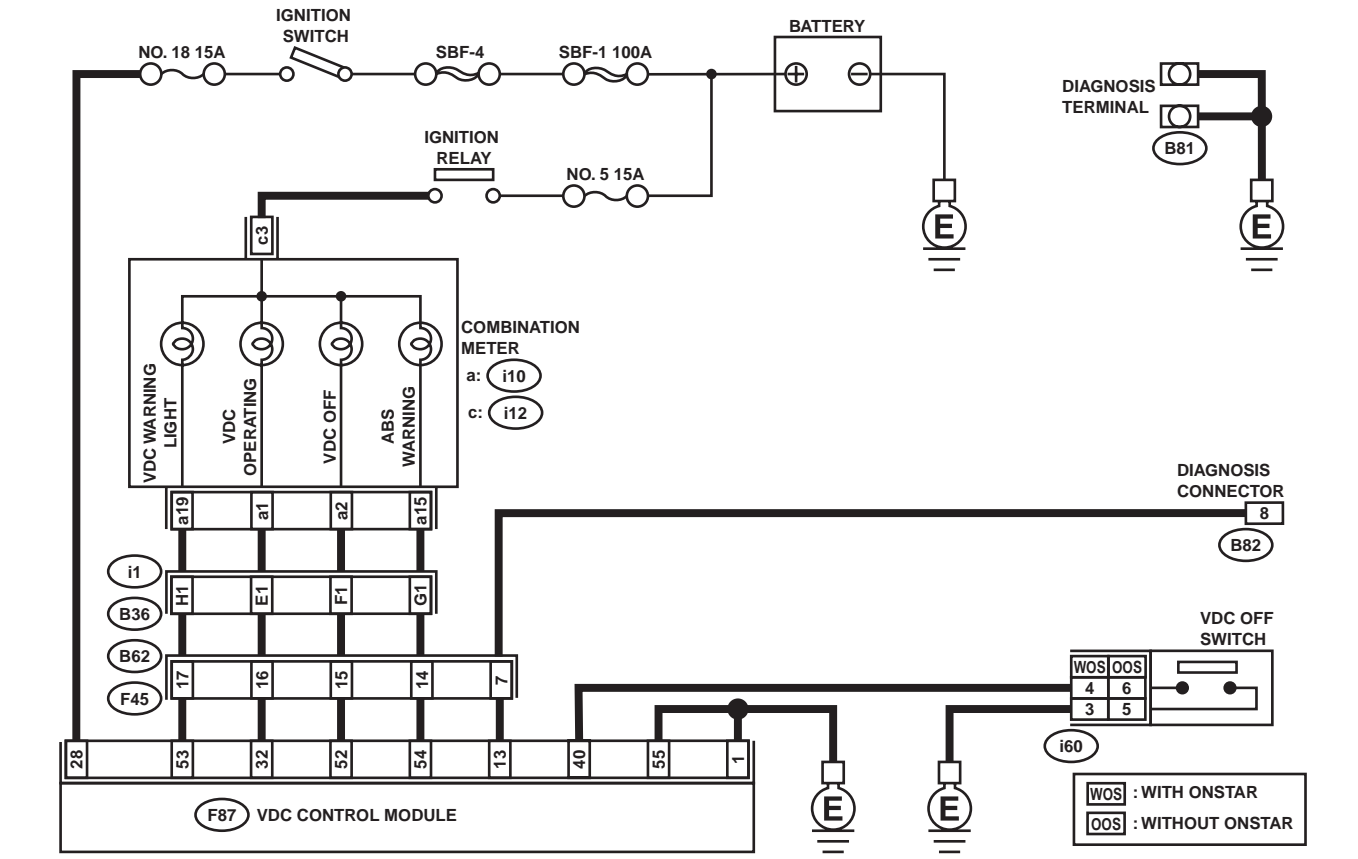 IGNITION
SWITCH
NO. 18 15A
SBF-4
SBF-1 100A
BATTERY
DIAGNOSIS
TERMINAL
B81
IGNITION
RELAY
NO. 5 15A
E
E
c3
COMBINATION
METER
a: i10
c: i12
VDC WARNING
LIGHT
VDC
OPERATING
VDC OFF
ABS
WARNING
a19 a1 a2 a15
DIAGNOSIS
CONNECTOR
8
B82
i1
H1 E1 F1 G1
B36
B62
17 16 15 14 7
F45
VDC OFF
SWITCH
WOS OOS
4 6
3 5
i60
28 53 32 52 54 13 40 55 1
F87 VDC CONTROL MODULE
E
E
WOS : WITH ONSTAR
OOS : WITHOUT ONSTAR